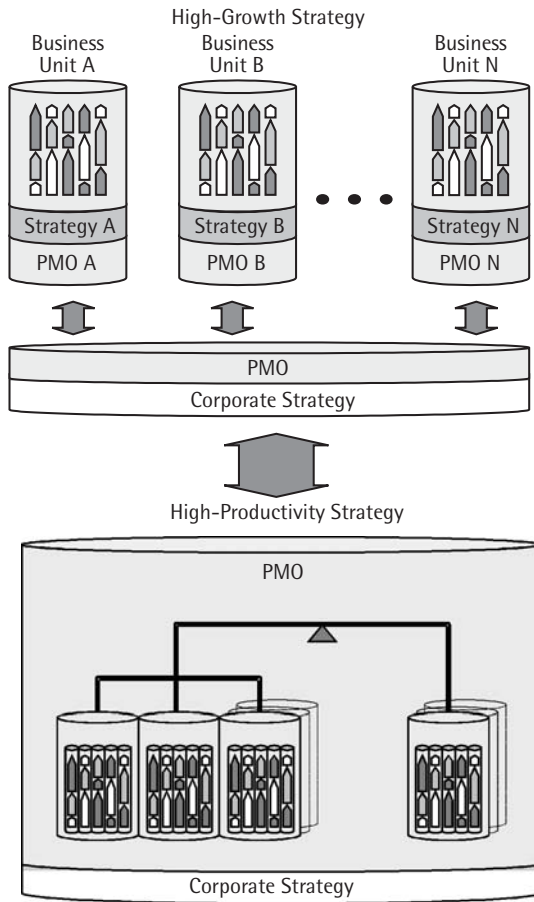 High-Growth Strategy
Business
Unit A
Business
Unit B
Business
Unit N
Strategy A
Strategy B
Strategy N
PMO A
PMO B
PMO N
PMO
Corporate Strategy
High-Productivity Strategy
PMO
Corporate Strategy